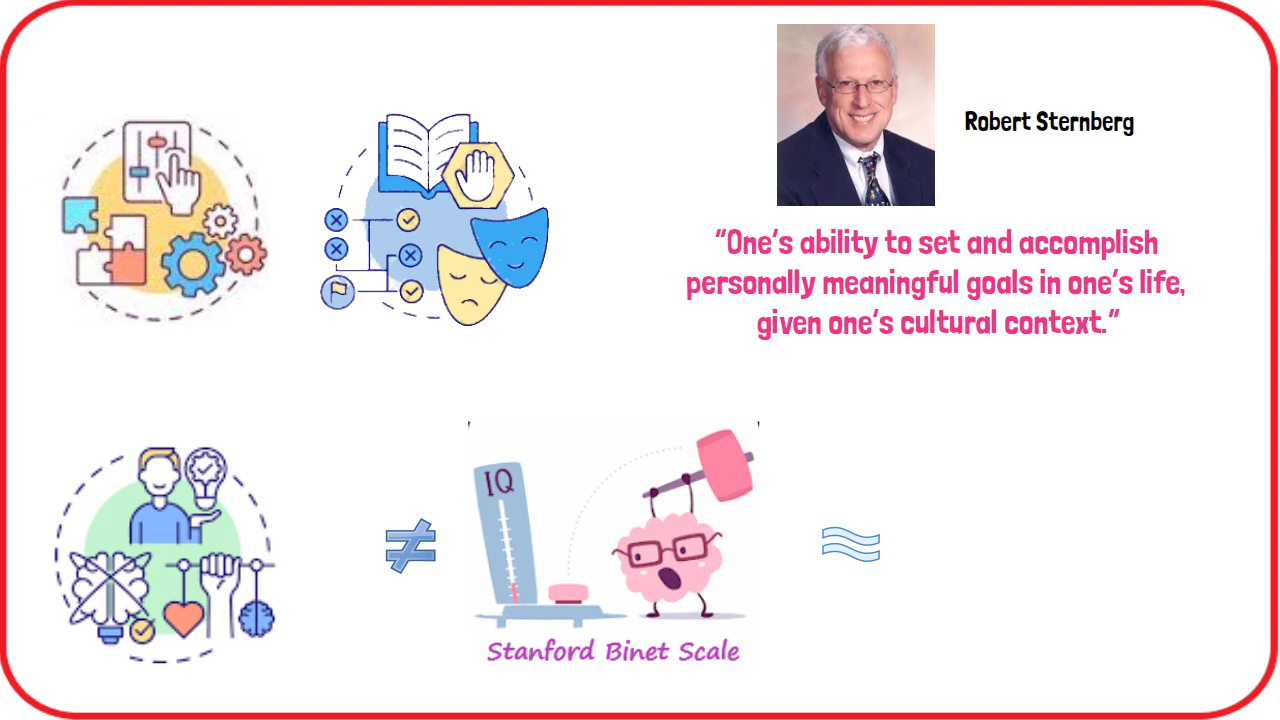 Robert Sternberg
"One's ability to set and accomplish
personally meaningful goals in one's life,
given one's cultural context."
IQ
Stanford Binet Scale